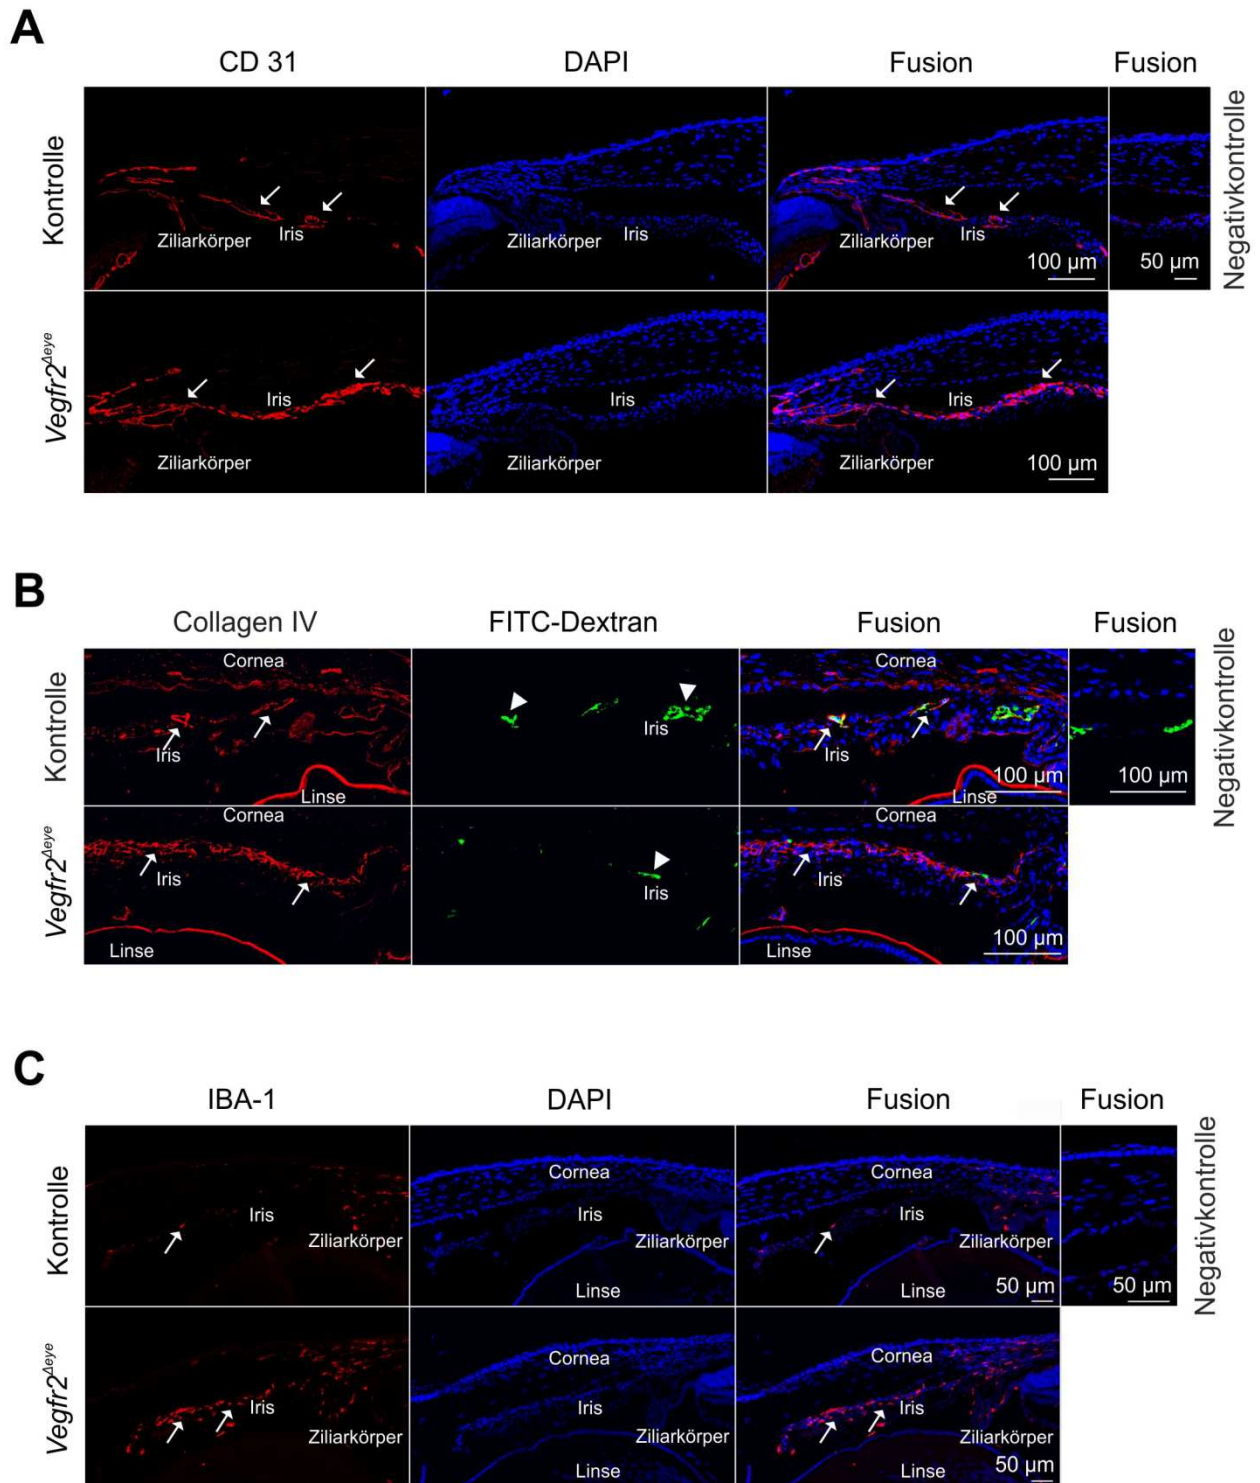 A
CD 31 DAPI Fusion Fusion
Kontrolle
Ziliarkörper Iris
Ziliarkörper Iris
Ziliarkörper Iris
100 µm
50 µm
Negativkontrolle
Vegfr2Δeye
Iris
Ziliarkörper
Iris
Ziliarkörper
Iris
Ziliarkörper
100 µm
B
Collagen IV FITC-Dextran Fusion Fusion
Kontrolle
Cornea
Iris
Linse
Iris
Cornea
Iris
100 µm
Linse
100 µm
Negativkontrolle
Vegfr2Δeye
Cornea
Iris
Linse
Iris
Cornea
Iris
100 µm
Linse
C
IBA-1 DAPI Fusion Fusion
Kontrolle
Iris
Ziliarkörper
Cornea
Iris
Ziliarkörper
Linse
Cornea
Iris
Ziliarkörper
Linse
50 µm
50 µm
Negativkontrolle
Vegfr2Δeye
Iris
Ziliarkörper
Cornea
Iris
Ziliarkörper
Linse
Cornea
Iris
Ziliarkörper
Linse
50 µm